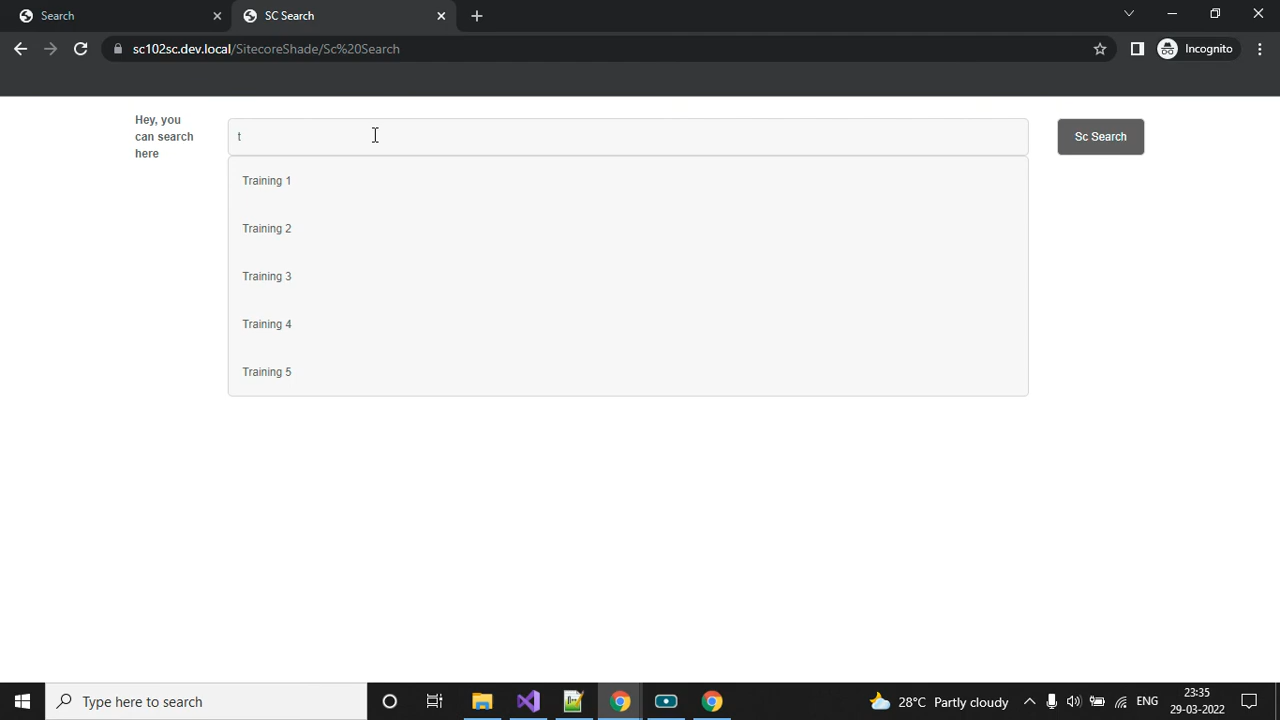 Search
SC Search
sc102sc.dev.local/SitecoreShade/Sc%20Search
Incognito
Hey, you
can search
here
t
Sc Search
Training 1
Training 2
Training 3
Training 4
Training 5
Type here to search
28°C Partly cloudy
ENG
23:35
29-03-2022